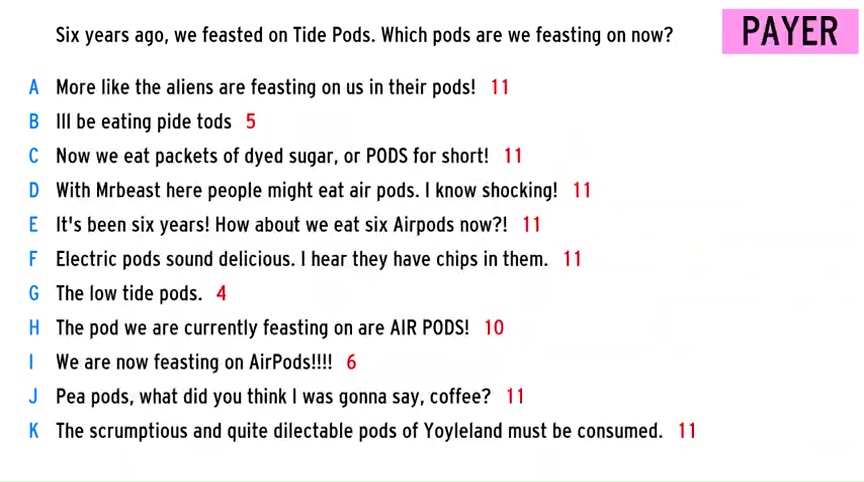 Six years ago, we feasted on Tide Pods. Which pods are we feasting on now?
PAYER
A More like the aliens are feasting on us in their pods! 11
B Ill be eating pide tods 5
C Now we eat packets of dyed sugar, or PODS for short! 11
D With Mrbeast here people might eat air pods. I know shocking! 11
E It's been six years! How about we eat six Airpods now?! 11
F Electric pods sound delicious. I hear they have chips in them. 11
G The low tide pods. 4
H The pod we are currently feasting on are AIR PODS! 10
I We are now feasting on AirPods!!!! 6
J Pea pods, what did you think I was gonna say, coffee? 11
K The scrumptious and quite dilectable pods of Yoyleland must be consumed. 11